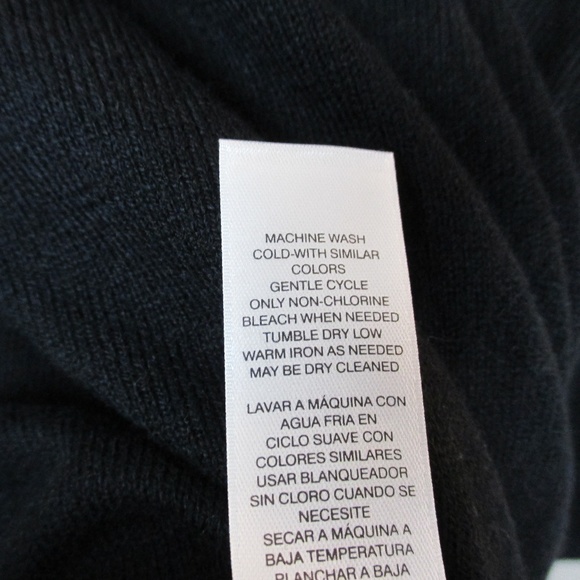 MACHINE WASH
COLD-WITH SIMILAR
COLORS
GENTLE CYCLE
ONLY NON-CHLORINE
BLEACH WHEN NEEDED
TUMBLE DRY LOW
WARM IRON AS NEEDED
MAY BE DRY CLEANED
LAVAR A MÁQUINA CON
AGUA FRIA EN
CICLO SUAVE CON
COLORES SIMILARES
USAR BLANQUEADOR
SIN CLORO CUANDO SE
NECESITE
SECAR A MÁQUINA A
BAJA TEMPERATURA
PLANCHAR A BAJA